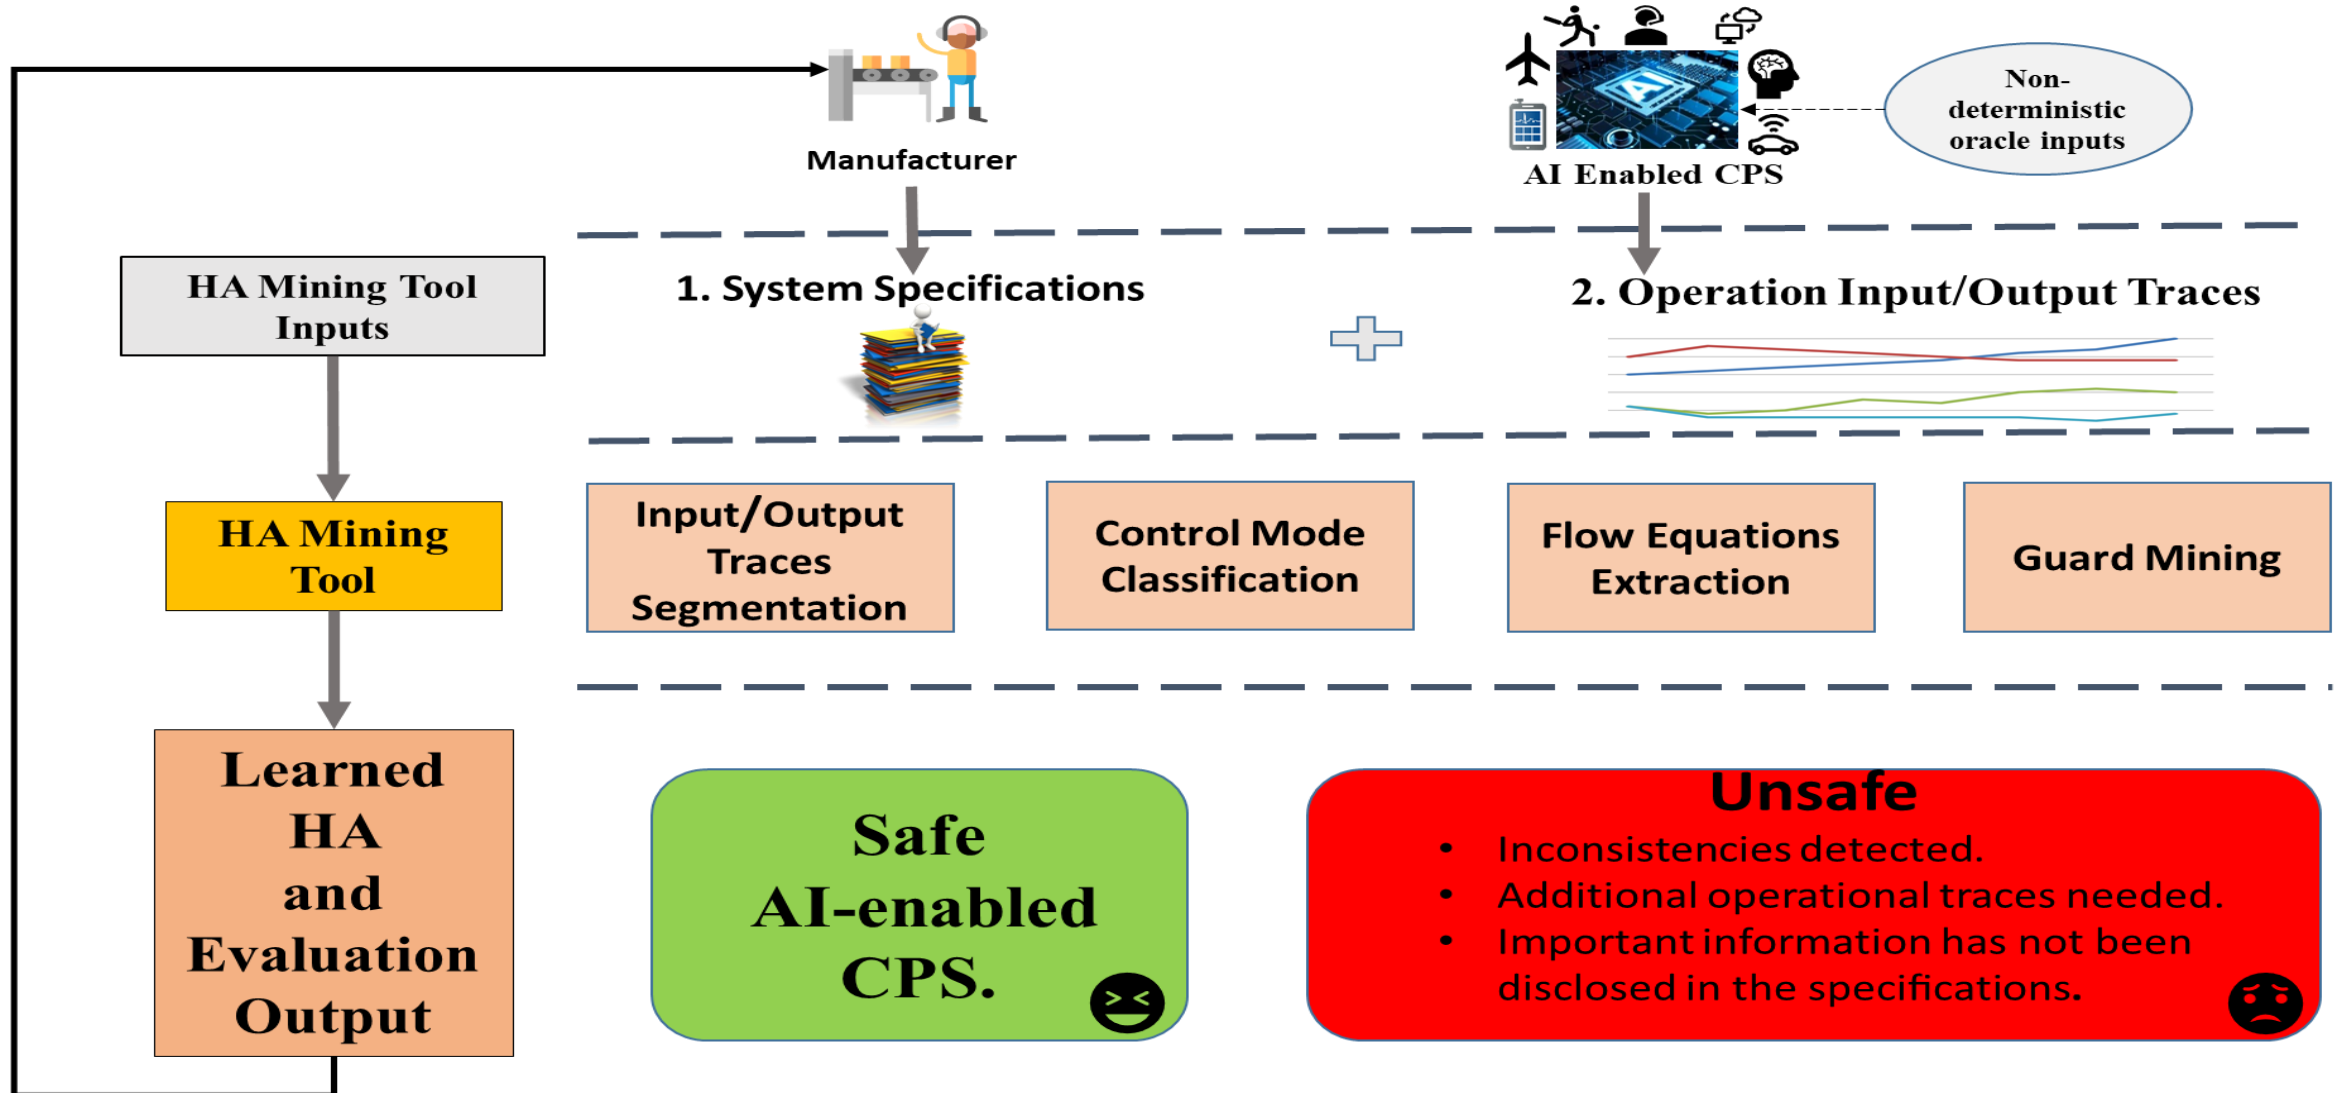 Manufacturer
AI
Non-
deterministic
oracle inputs
AI Enabled CPS
HA Mining Tool
Inputs
1. System Specifications
2. Operation Input/Output Traces
HA Mining
Tool
Input/Output
Traces
Segmentation
Control Mode
Classification
Flow Equations
Extraction
Guard Mining
Learned
HA
and
Evaluation
Output
Safe
AI-enabled
CPS.
Unsafe
• Inconsistencies detected.
• Additional operational traces needed.
• Important information has not been
disclosed in the specifications.